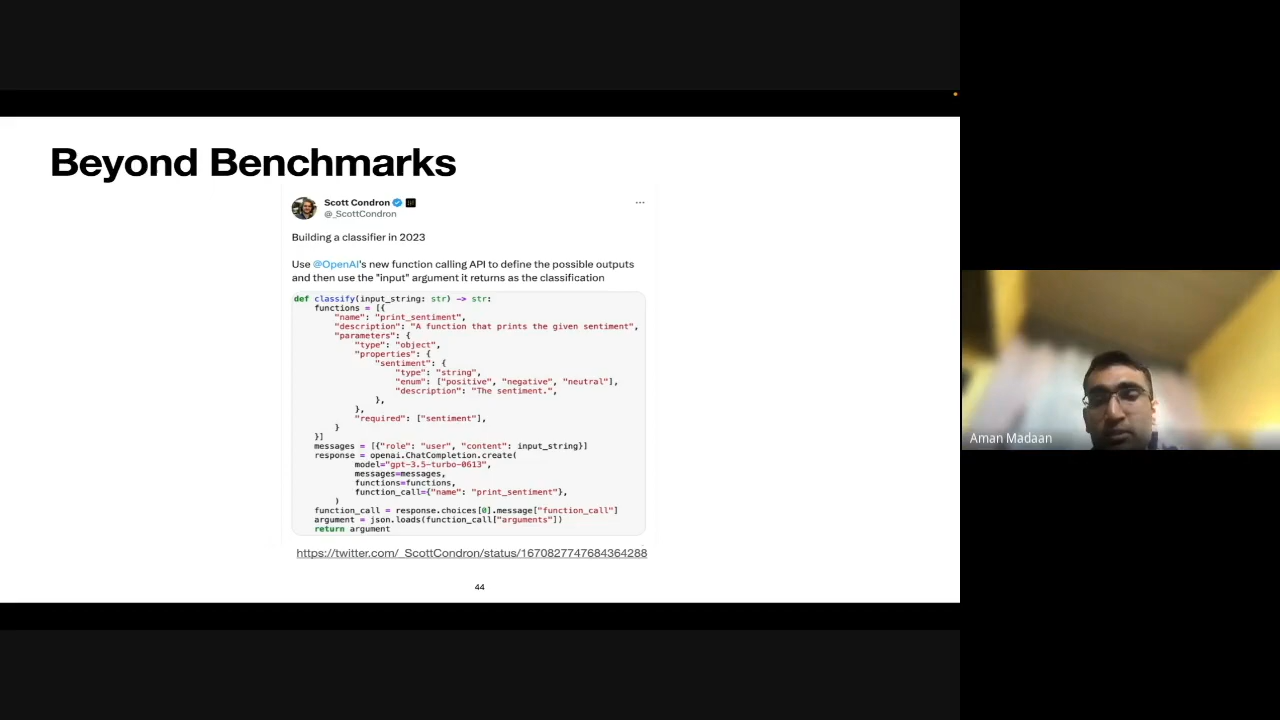 Beyond Benchmarks
Scott Condron
@_ScottCondron
Building a classifier in 2023
Use @OpenAI's new function calling API to define the possible outputs
and then use the "input" argument it returns as the classification
def classify(input_string: str) -> str:
    functions = [{
        "name": "print_sentiment",
        "description": "A function that prints the given sentiment",
        "parameters": {
            "type": "object",
            "properties": {
                "sentiment": {
                    "type": "string",
                    "enum": ["positive", "negative", "neutral"],
                    "description": "The sentiment.",
                },
            },
            "required": ["sentiment"],
        }
    }]
    messages = [{"role": "user", "content": input_string}]
    response = openai.ChatCompletion.create(
            model="gpt-3.5-turbo-0613",
            messages=messages,
            functions=functions,
            function_call={"name": "print_sentiment"},
        )
    function_call = response.choices[0].message["function_call"]
    argument = json.loads(function_call["arguments"])
    return argument
https://twitter.com/_ScottCondron/status/1670827747684364288
44
Aman Madaan